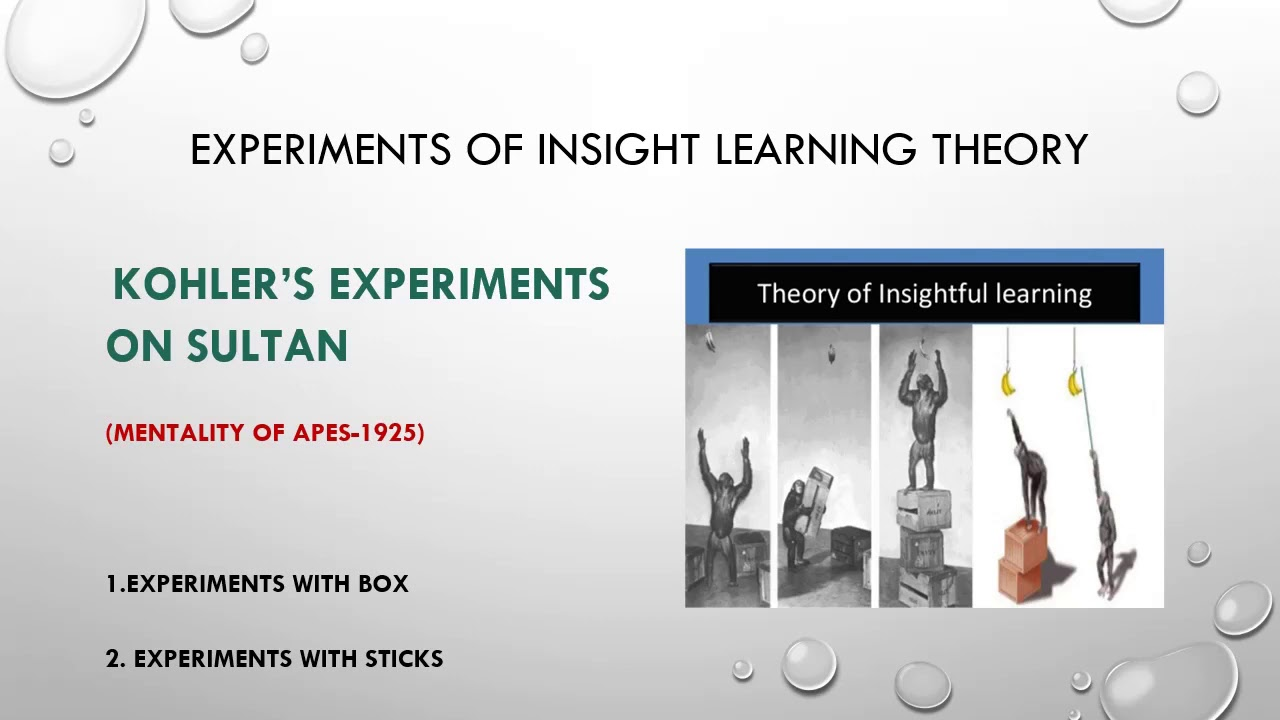 EXPERIMENTS OF INSIGHT LEARNING THEORY
KOHLER’S EXPERIMENTS
ON SULTAN
(MENTALITY OF APES-1925)
1.EXPERIMENTS WITH BOX
2. EXPERIMENTS WITH STICKS
Theory of Insightful learning